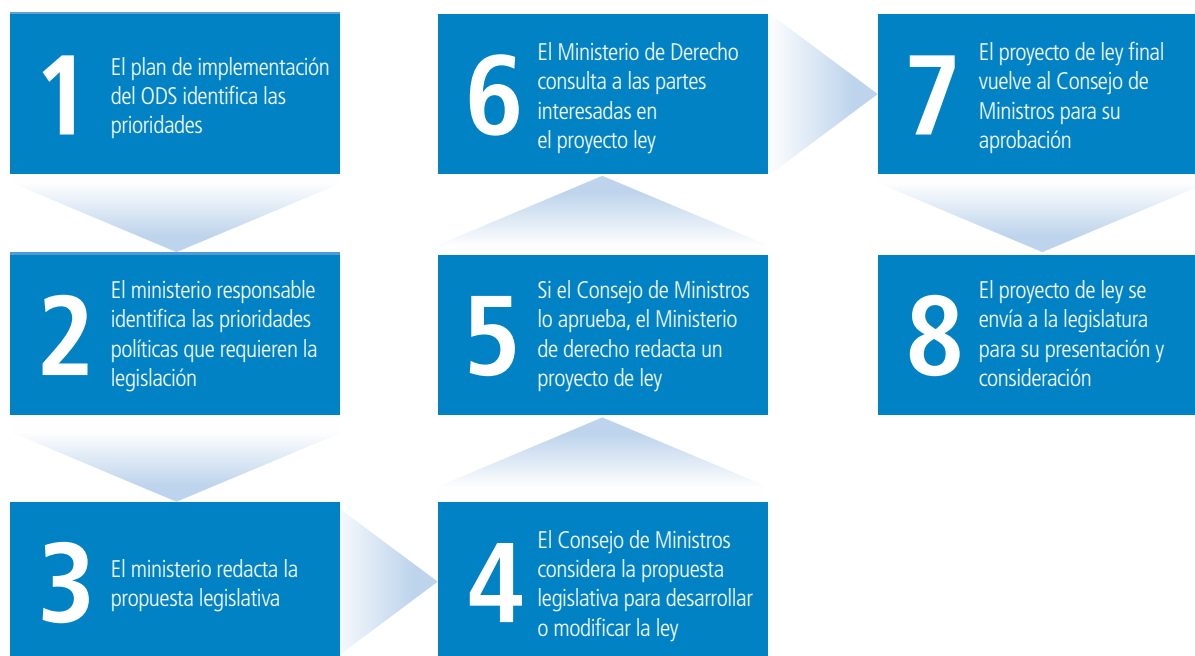 1
El plan de implementación
del ODS identifica las
prioridades
2
El ministerio responsable
identifica las prioridades
políticas que requieren la
legislación
3
El ministerio redacta la
propuesta legislativa
4
El Consejo de Ministros
considera la propuesta
legislativa para desarrollar
o modificar la ley
5
Si el Consejo de Ministros
lo aprueba, el Ministerio
de derecho redacta un
proyecto de ley
6
El Ministerio de Derecho
consulta a las partes
interesadas en
el proyecto ley
7
El proyecto de ley final
vuelve al Consejo de
Ministros para su
aprobación
8
El proyecto de ley se
envía a la legislatura
para su presentación y
consideración